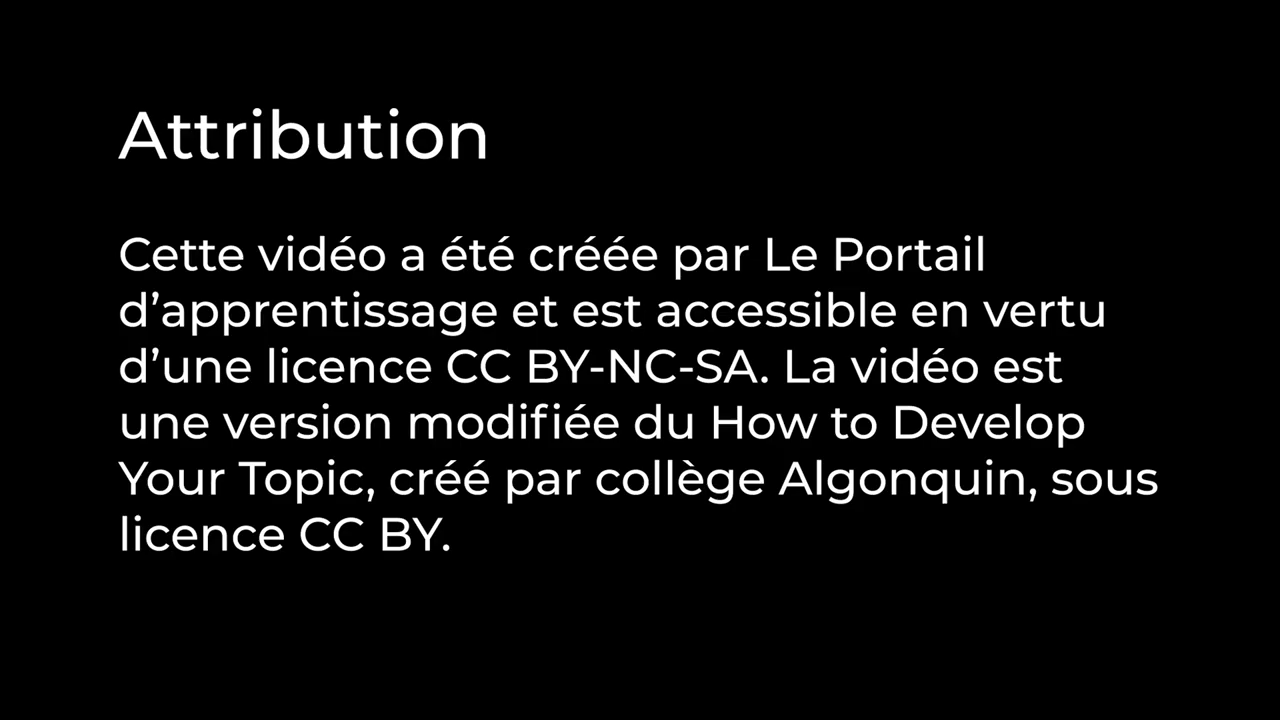 Attribution
Cette vidéo a été créée par Le Portail
d’apprentissage et est accessible en vertu
d’une licence CC BY-NC-SA. La vidéo est
une version modifiée du How to Develop
Your Topic, créé par collège Algonquin, sous
licence CC BY.